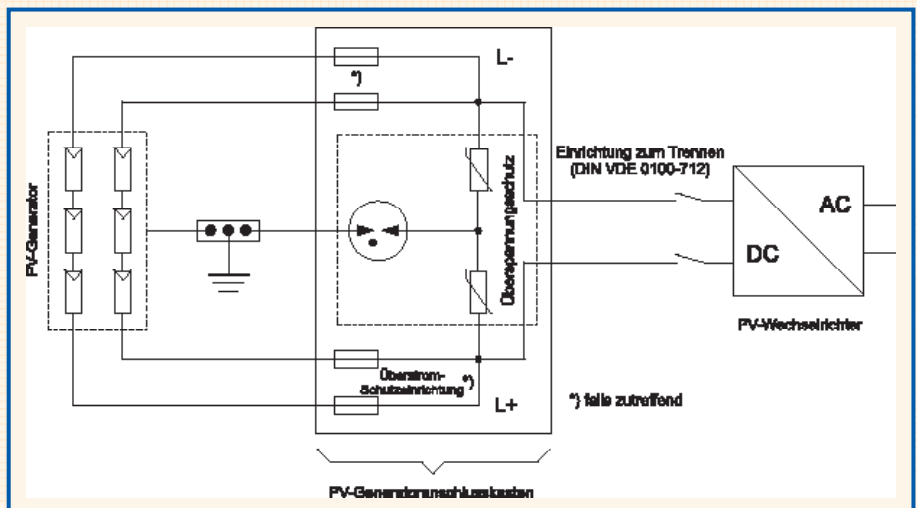 L-
*)
Einrichtung zum Trennen
(DIN VDE 0100-712)
PV-Generator
Überspannungsschutz
AC
DC
PV-Wechselrichter
Überstrom-
Schutzeinrichtung *)
L+
*) falls zutreffend
PV-Generatoranschlusskasten